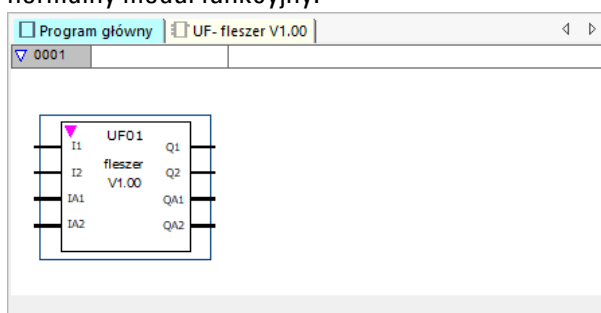 normalny moduł funkcyjny.
Program główny UF- fleszer V1.00
0001
UF01
I1 Q1
fleszer
I2 Q2
V1.00
IA1 QA1
IA2 QA2